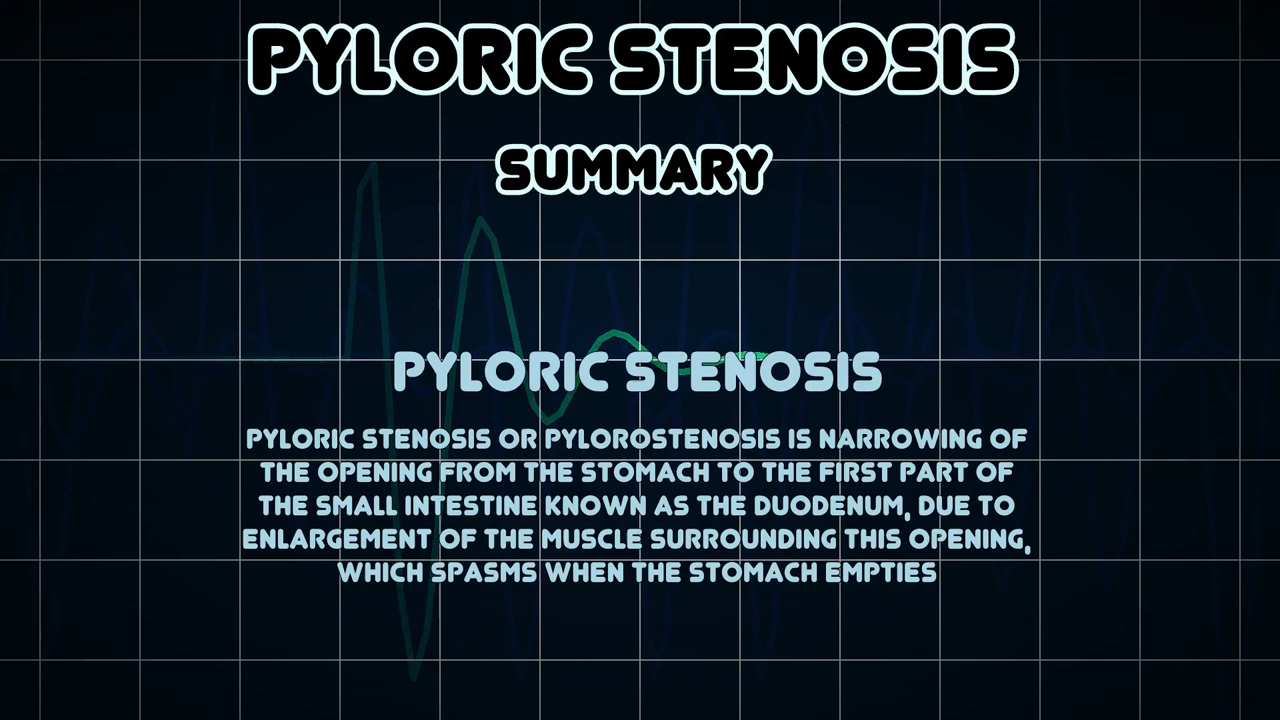 PYLORIC STENOSIS
SUMMARY
PYLORIC STENOSIS
PYLORIC STENOSIS OR PYLOROSTENOSIS IS NARROWING OF
THE OPENING FROM THE STOMACH TO THE FIRST PART OF
THE SMALL INTESTINE KNOWN AS THE DUODENUM, DUE TO
ENLARGEMENT OF THE MUSCLE SURROUNDING THIS OPENING,
WHICH SPASMS WHEN THE STOMACH EMPTIES